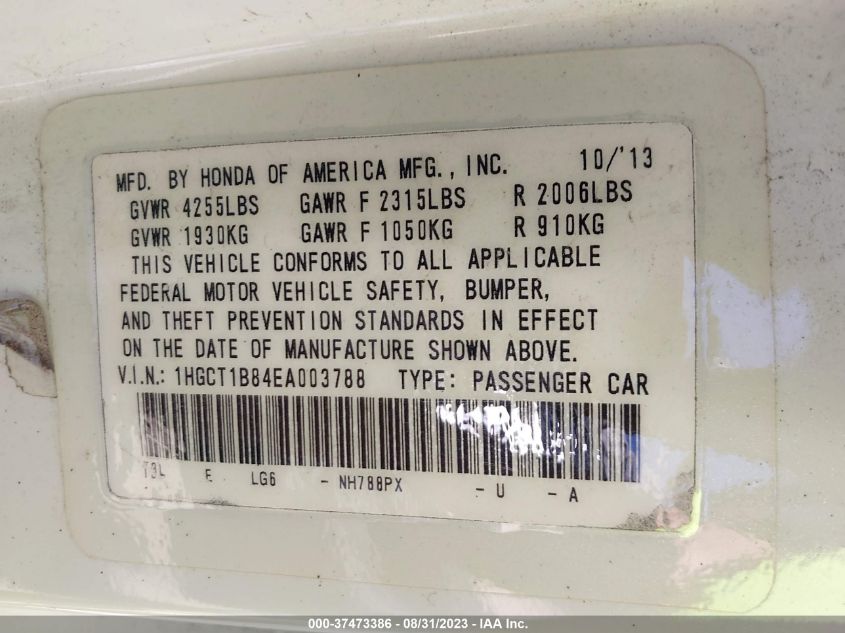 MFD. BY HONDA OF AMERICA MFG., INC. 10/'13
GVWR 4255LBS GAWR F 2315LBS R 2006LBS
GVWR 1930KG GAWR F 1050KG R 910KG
THIS VEHICLE CONFORMS TO ALL APPLICABLE
FEDERAL MOTOR VEHICLE SAFETY, BUMPER,
AND THEFT PREVENTION STANDARDS IN EFFECT
ON THE DATE OF MANUFACTURE SHOWN ABOVE.
V.I.N.: 1HGCT1B84EA003788 TYPE: PASSENGER CAR
T3L E LG6 - NH788PX - U - A
000-37473386 - 08/31/2023 - IAA Inc.